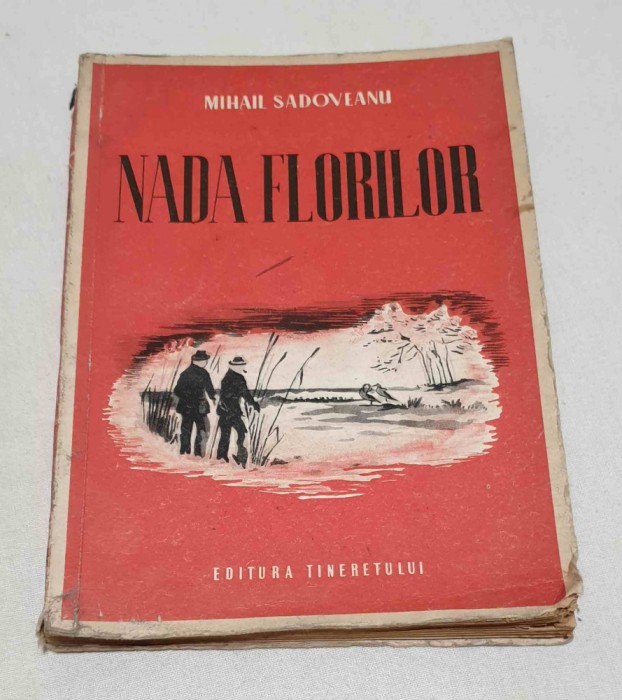 MIHAIL SADOVEANU
NADA FLORILOR
EDITURA TINERETULUI